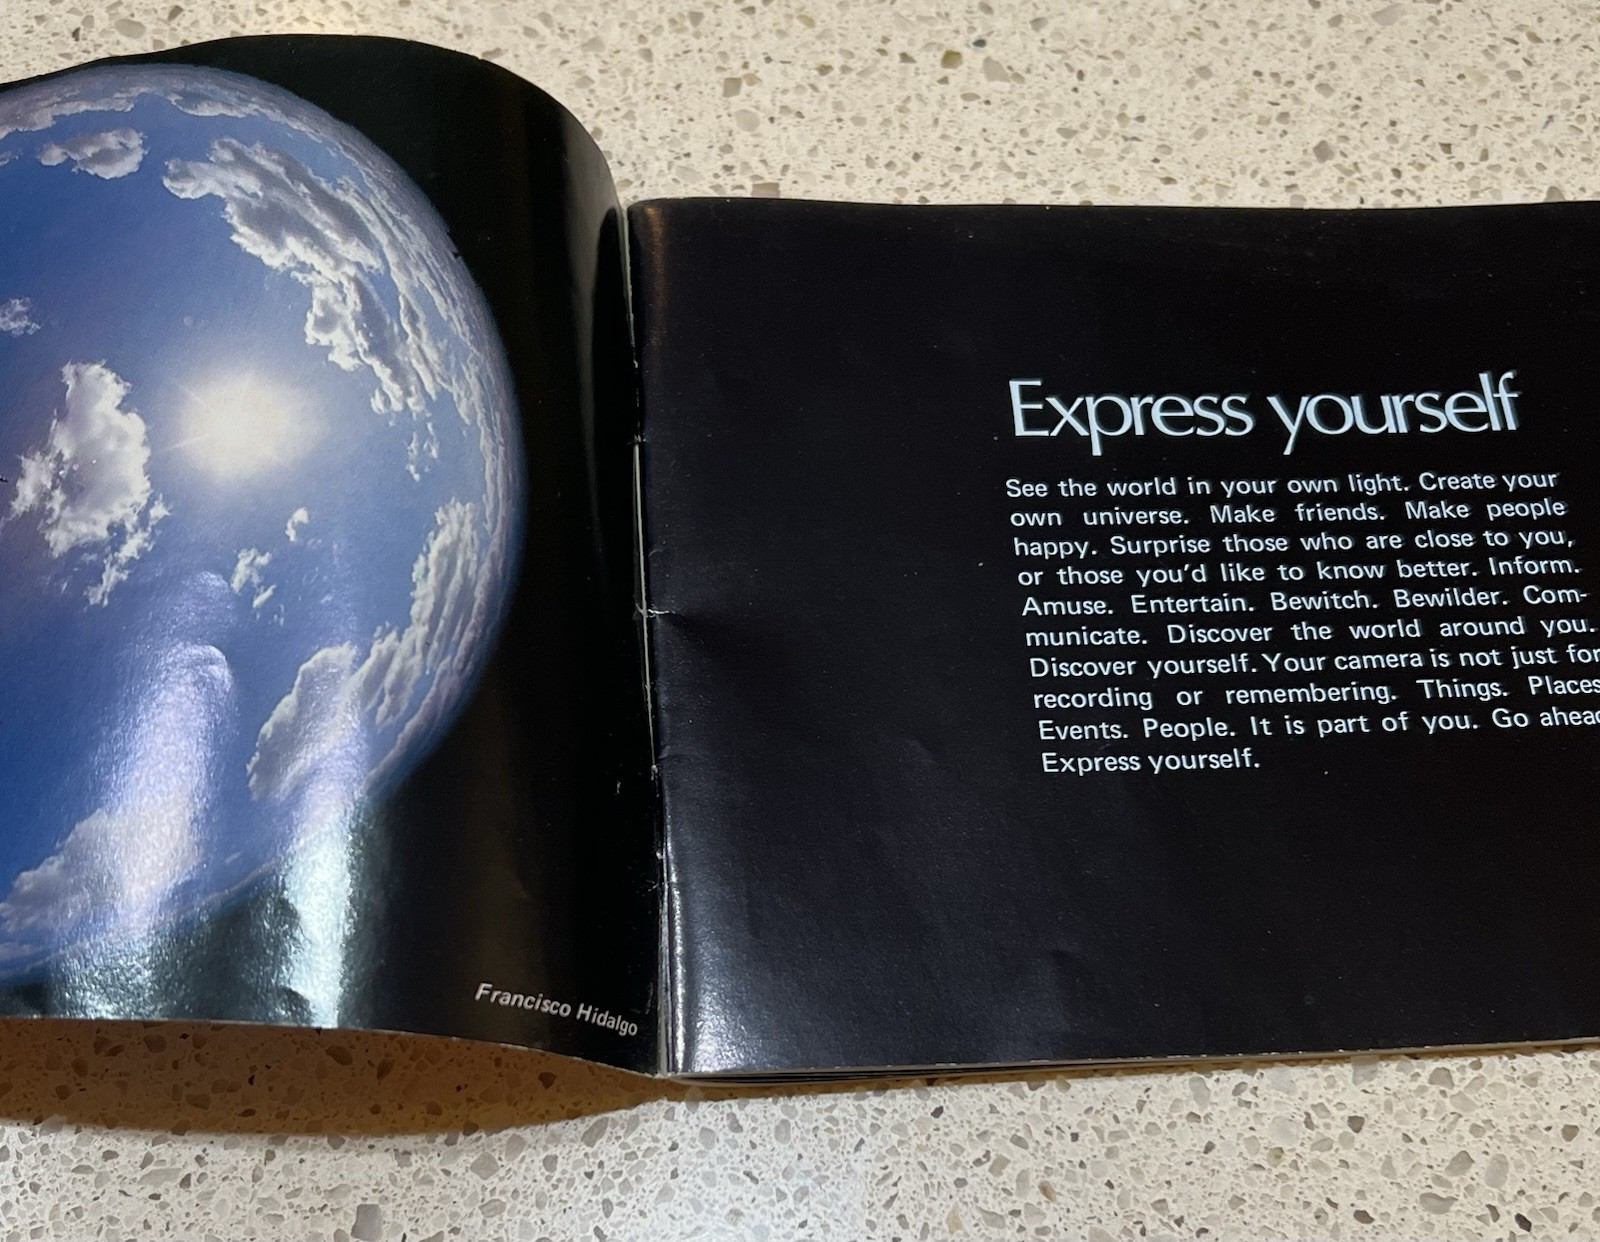 Francisco Hidalgo
Express yourself
See the world in your own light. Create your
own universe. Make friends. Make people
happy. Surprise those who are close to you,
or those you'd like to know better. Inform.
Amuse. Entertain. Bewitch. Bewilder. Com-
municate. Discover the world around you.
Discover yourself. Your camera is not just for
recording or remembering. Things. Places
Events. People. It is part of you. Go ahead
Express yourself.